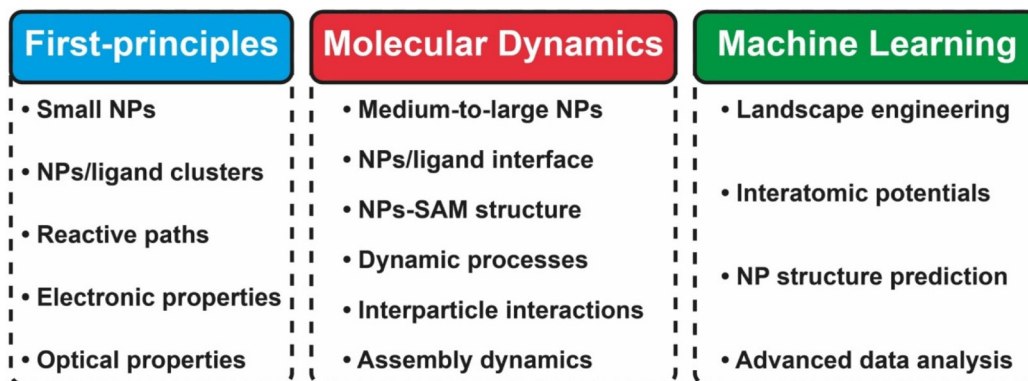 First-principles
• Small NPs
• NPs/ligand clusters
• Reactive paths
• Electronic properties
• Optical properties
Molecular Dynamics
• Medium-to-large NPs
• NPs/ligand interface
• NPs-SAM structure
• Dynamic processes
• Interparticle interactions
• Assembly dynamics
Machine Learning
• Landscape engineering
• Interatomic potentials
• NP structure prediction
• Advanced data analysis